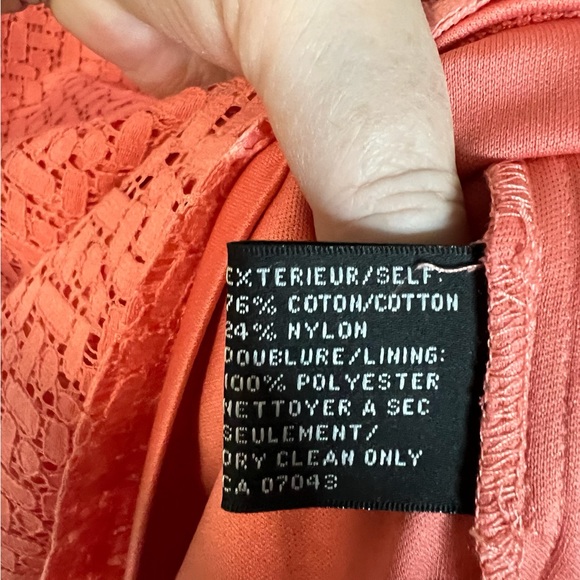 EXTERIEUR/SELF:
76% COTON/COTTON
24% NYLON
DOUBLURE/LINING:
100% POLYESTER
NETTOYER A SEC
SEULEMENT/
DRY CLEAN ONLY
CA 07043